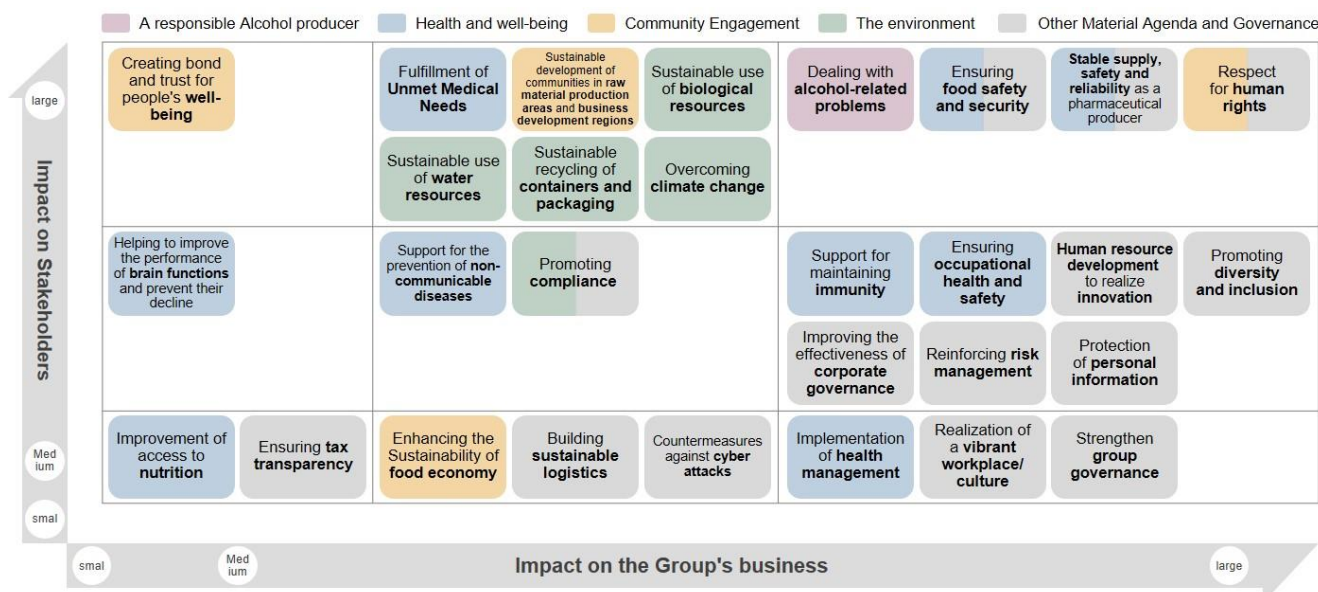 A responsible Alcohol producer
Health and well-being
Community Engagement
The environment
Other Material Agenda and Governance
large
Impact on Stakeholders
Med
ium
smal
Creating bond
and trust for
people's well-
being
Fulfillment of
Unmet Medical
Needs
Sustainable
development of
communities in raw
material production
areas and business
development regions
Sustainable use
of biological
resources
Dealing with
alcohol-related
problems
Ensuring
food safety
and security
Stable supply,
safety and
reliability as a
pharmaceutical
producer
Respect
for human
rights
Sustainable use
of water
resources
Sustainable
recycling of
containers and
packaging
Overcoming
climate change
Helping to improve
the performance
of brain functions
and prevent their
decline
Support for the
prevention of non-
communicable
diseases
Promoting
compliance
Support for
maintaining
immunity
Ensuring
occupational
health and
safety
Human resource
development
to realize
innovation
Promoting
diversity
and inclusion
Improving the
effectiveness of
corporate
governance
Reinforcing risk
management
Protection
of personal
information
Improvement of
access to
nutrition
Ensuring tax
transparency
Enhancing the
Sustainability of
food economy
Building
sustainable
logistics
Countermeasures
against cyber
attacks
Implementation
of health
management
Realization of
a vibrant
workplace/
culture
Strengthen
group
governance
smal
Med
ium
Impact on the Group's business
large